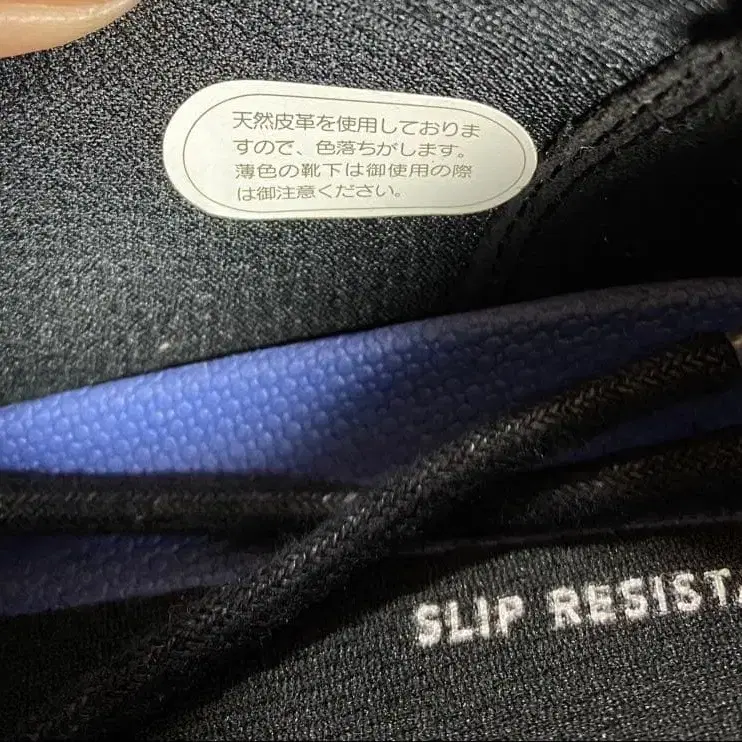 天然皮革を使用しておりま
すので、色落ちがします。
薄色の靴下は御使用の際
は御注意ください。
SLIP RESIST